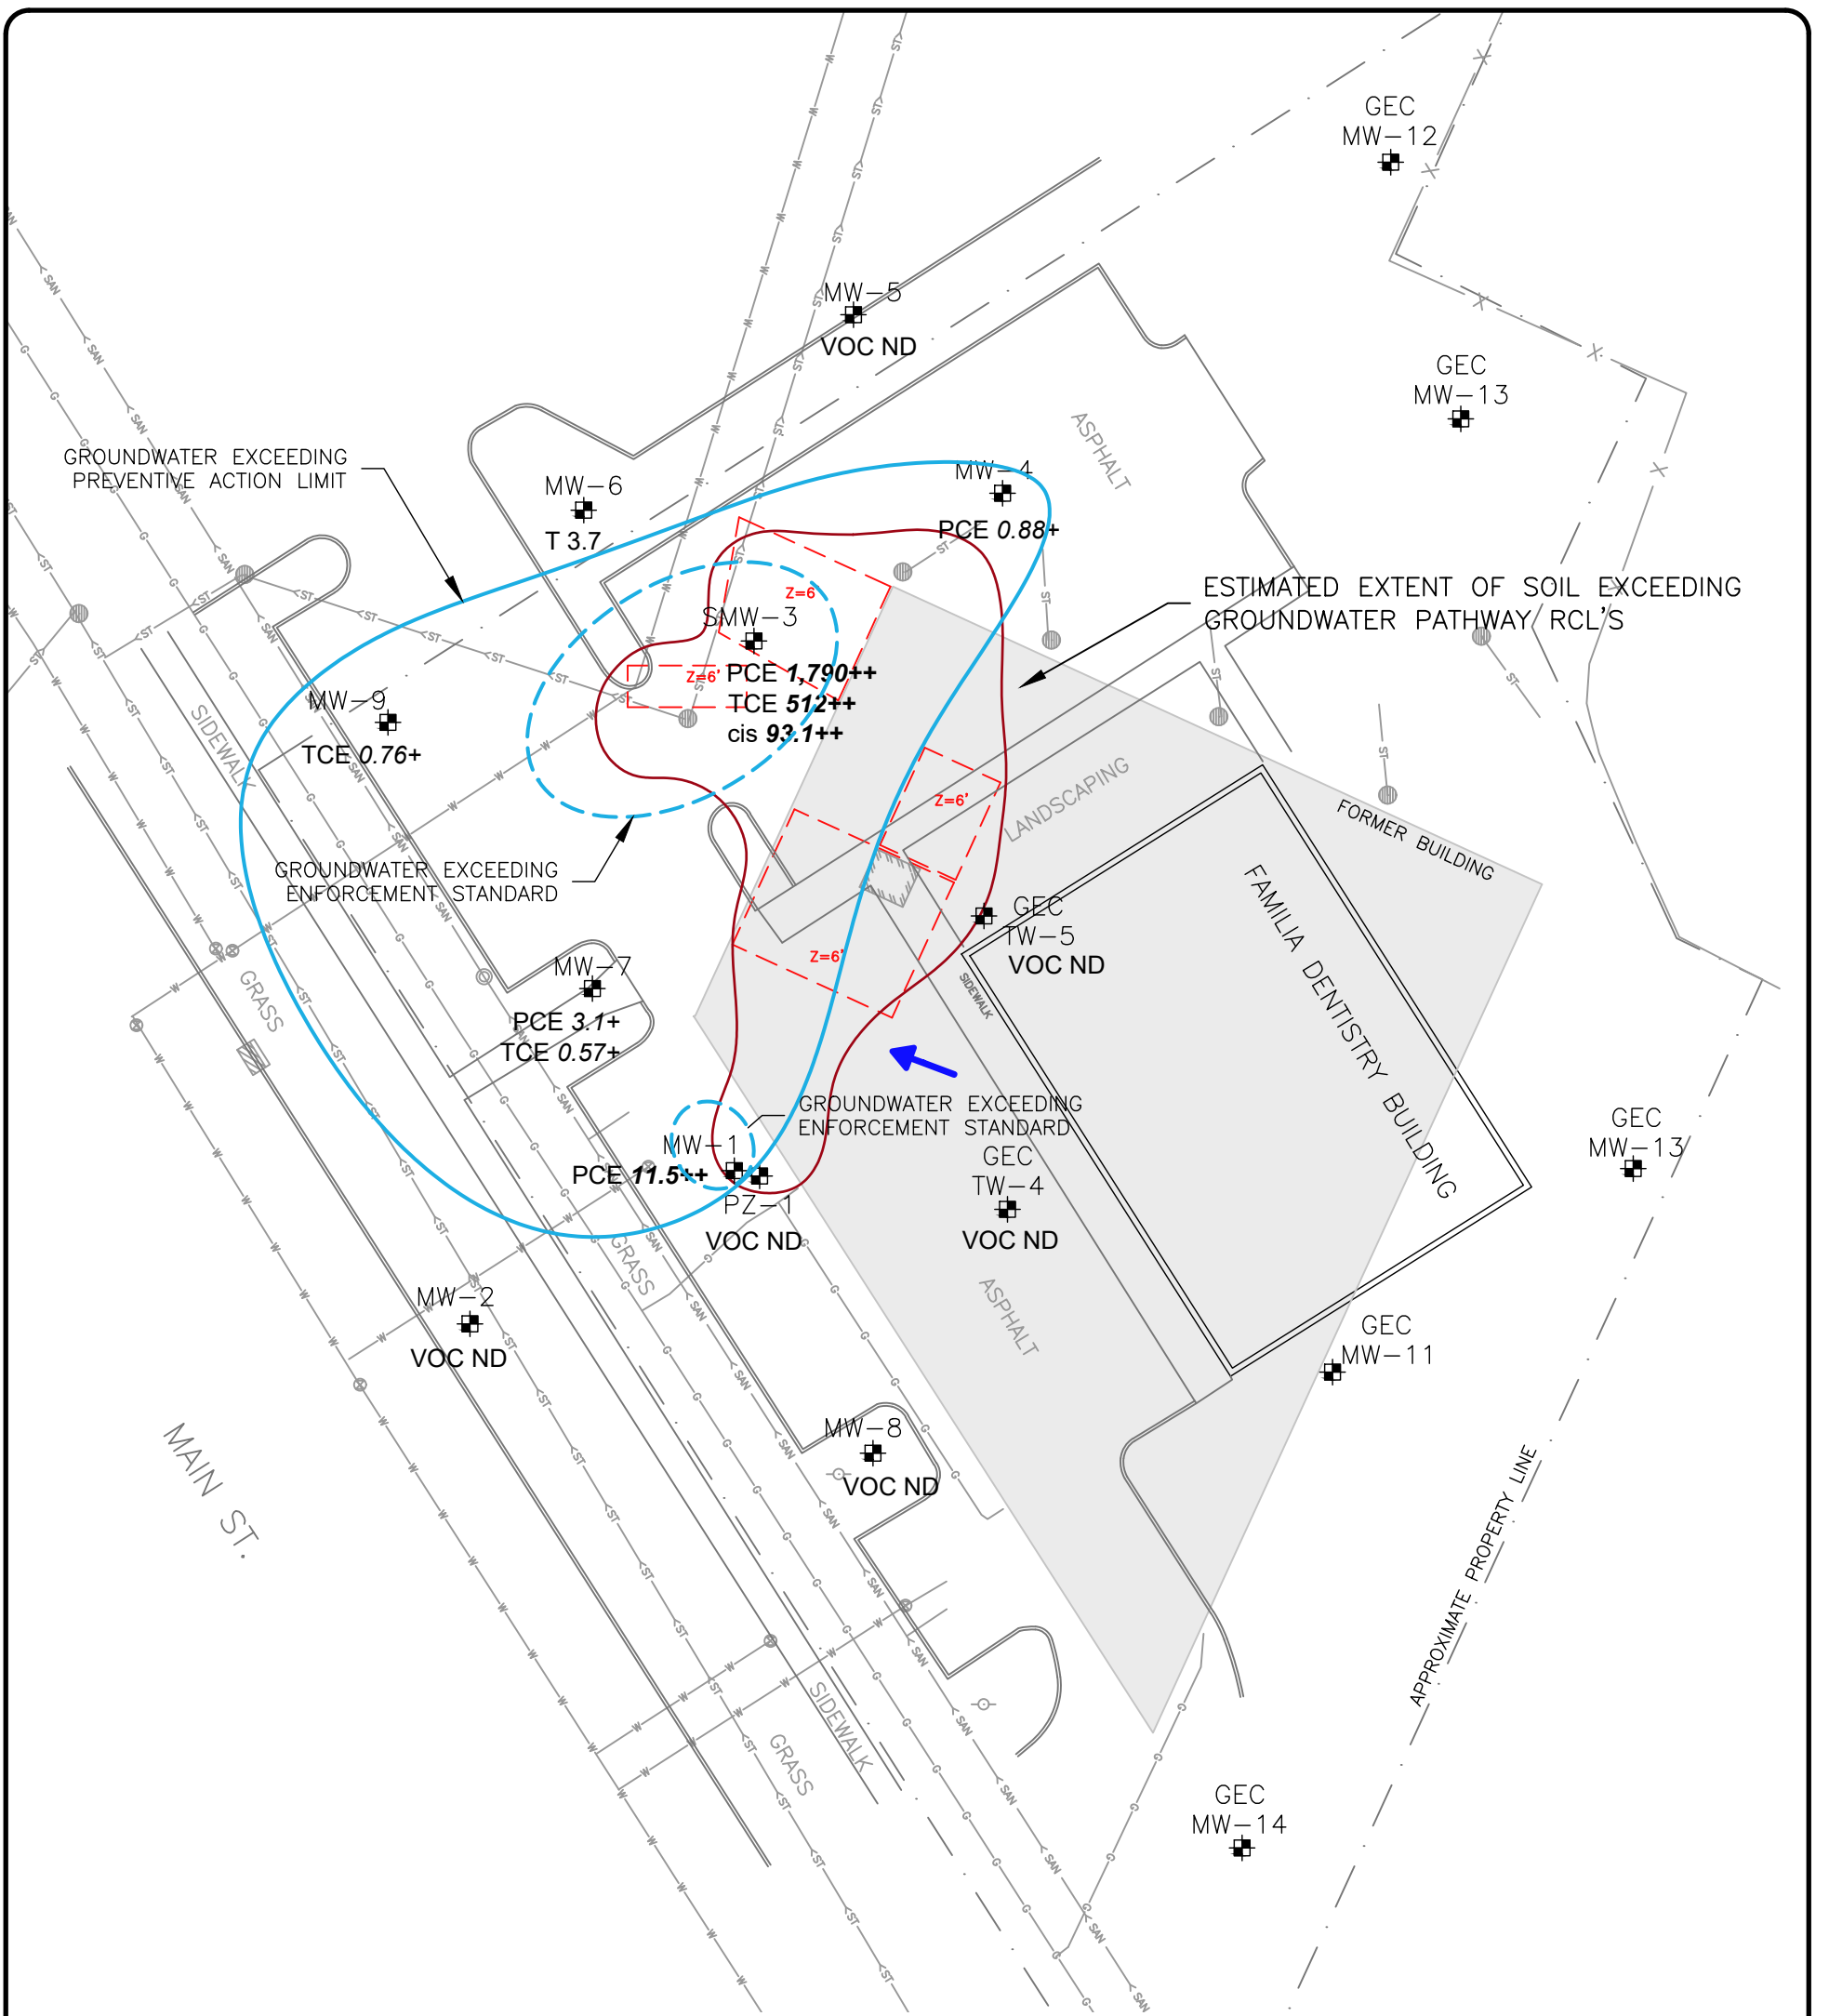 GEC
MW-12
MW-5
VOC ND
GEC
MW-13
ASPHALT
GROUNDWATER EXCEEDING
PREVENTIVE ACTION LIMIT
MW-6
T 3.7
MW-4
PCE 0.88+
ESTIMATED EXTENT OF SOIL EXCEEDING
GROUNDWATER PATHWAY RCL'S
Z=6
SMW-3
Z=6'
PCE 1,790++
TCE 512++
cis 93.1++
MW-9
TCE 0.76+
SIDEWALK
Z=6'
LANDSCAPING
FORMER BUILDING
GROUNDWATER EXCEEDING
ENFORCEMENT STANDARD
FAMILIA DENTISTRY BUILDING
GEC
TW-5
VOC ND
Z=6'
SIDEWALK
GRASS
MW-7
PCE 3.1+
TCE 0.57+
GROUNDWATER EXCEEDING
ENFORCEMENT STANDARD
MW-1
PCE 11.5++
PZ-1
VOC ND
GEC
TW-4
VOC ND
GEC
MW-13
GRASS
ASPHALT
MW-2
VOC ND
GEC
MW-11
MW-8
VOC ND
MAIN ST.
APPROXIMATE PROPERTY LINE
SIDEWALK
GRASS
GEC
MW-14